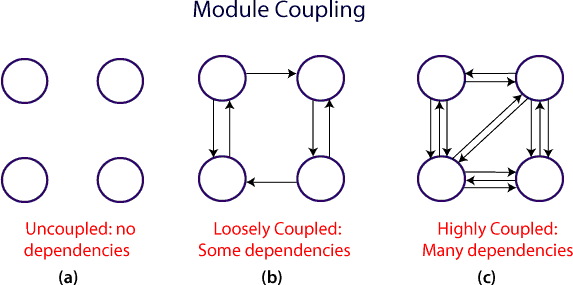 Module Coupling
Uncoupled: no
dependencies
(a)
Loosely Coupled:
Some dependencies
(b)
Highly Coupled:
Many dependencies
(c)